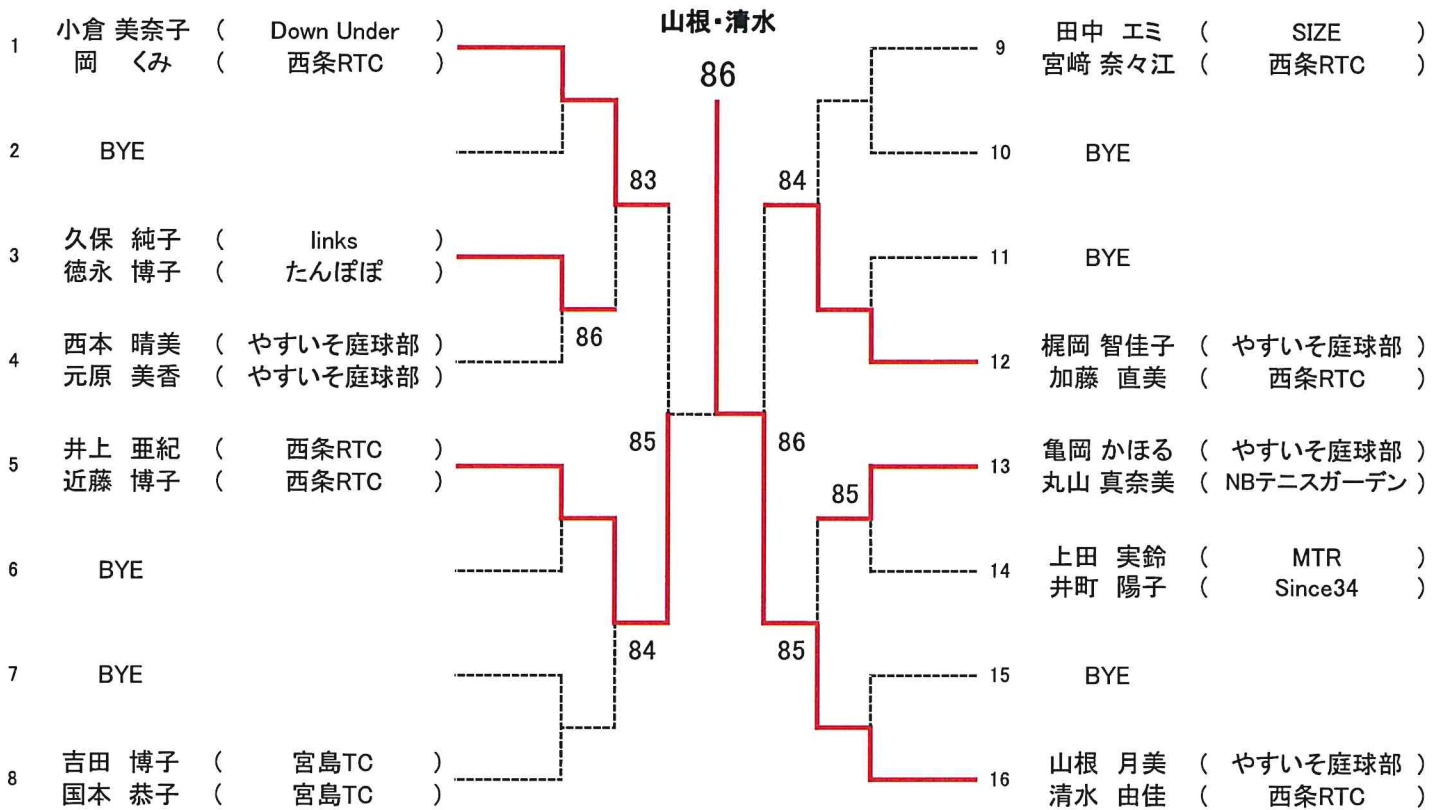 山根・清水
86
1 小倉 美奈子 ( Down Under )
岡 くみ ( 西条RTC )
2 BYE
83
3 久保 純子 ( links )
徳永 博子 ( たんぽぽ )
86
4 西本 晴美 ( やすいそ庭球部 )
元原 美香 ( やすいそ庭球部 )
85
5 井上 亜紀 ( 西条RTC )
近藤 博子 ( 西条RTC )
6 BYE
84
7 BYE
8 吉田 博子 ( 宮島TC )
国本 恭子 ( 宮島TC )
9 田中 エミ ( SIZE )
宮﨑 奈々江 ( 西条RTC )
10 BYE
84
11 BYE
12 梶岡 智佳子 ( やすいそ庭球部 )
加藤 直美 ( 西条RTC )
86
13 亀岡 かほる ( やすいそ庭球部 )
丸山 真奈美 ( NBテニスガーデン )
85
14 上田 実鈴 ( MTR )
井町 陽子 ( Since34 )
85
15 BYE
16 山根 月美 ( やすいそ庭球部 )
清水 由佳 ( 西条RTC )